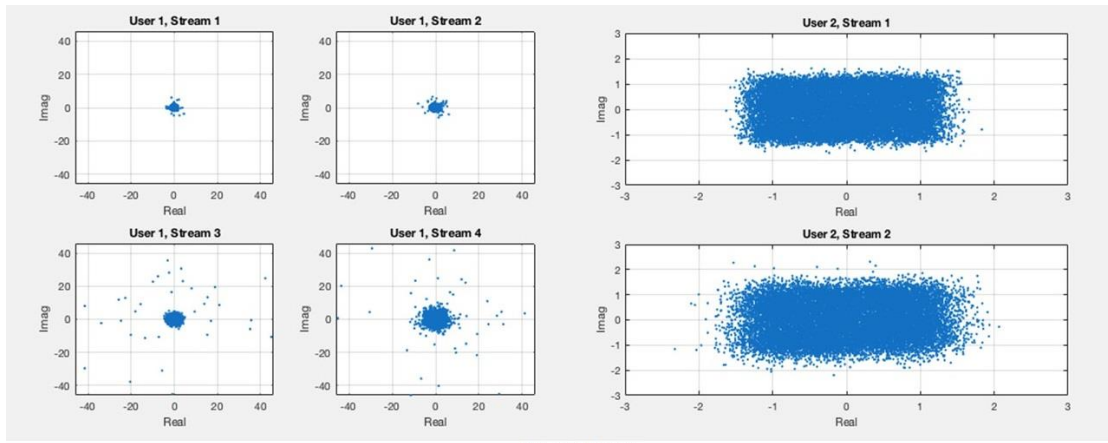 User 1, Stream 1
40
20
0
-20
-40
Imag
-40 -20 0 20 40
Real
User 1, Stream 2
40
20
0
-20
-40
Imag
-40 -20 0 20 40
Real
User 2, Stream 1
3
2
1
0
-1
-2
-3
Imag
-3 -2 -1 0 1 2 3
Real
User 1, Stream 3
40
20
0
-20
-40
Imag
-40 -20 0 20 40
Real
User 1, Stream 4
40
20
0
-20
-40
Imag
-40 -20 0 20 40
Real
User 2, Stream 2
3
2
1
0
-1
-2
-3
Imag
-3 -2 -1 0 1 2 3
Real